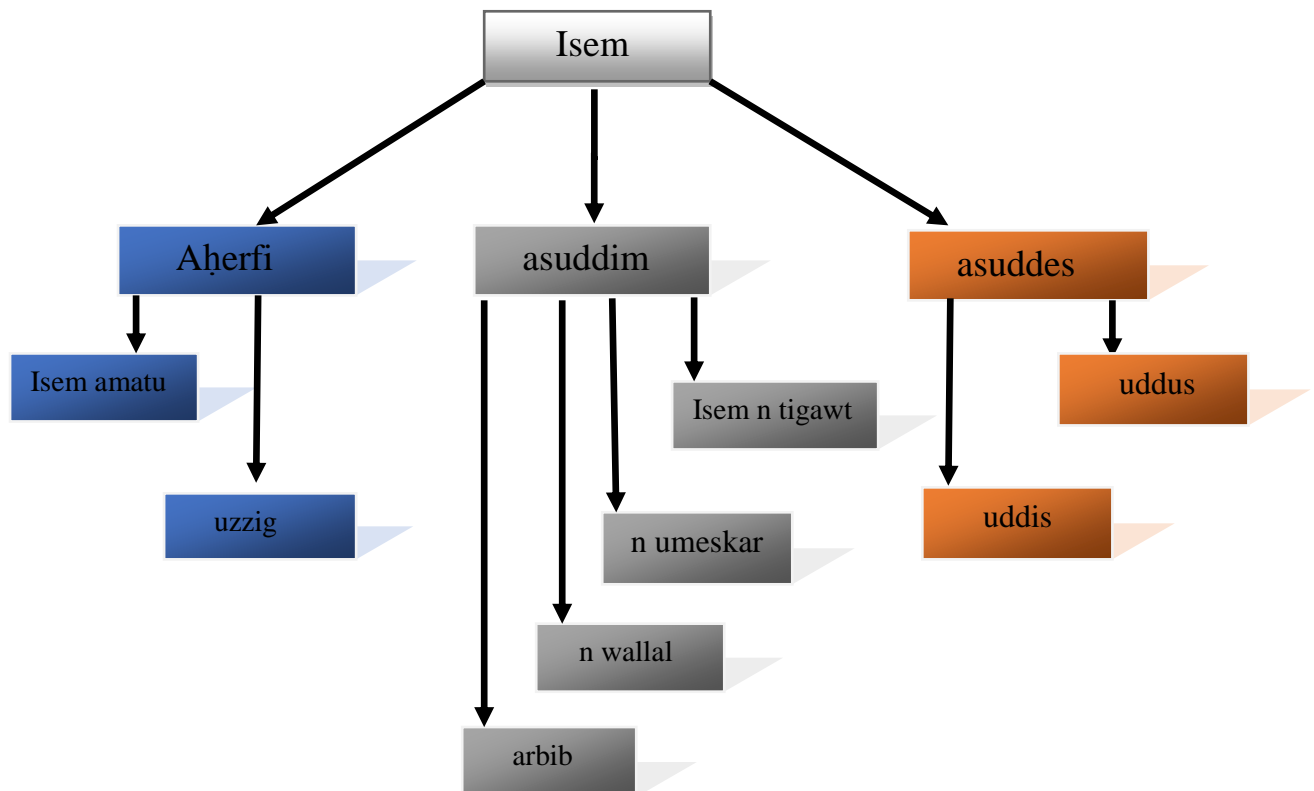 Isem
Aḥerfi
asuddim
asuddes
Isem amatu
uddus
Isem n tigawt
uzzig
uddis
n umeskar
n wallal
arbib